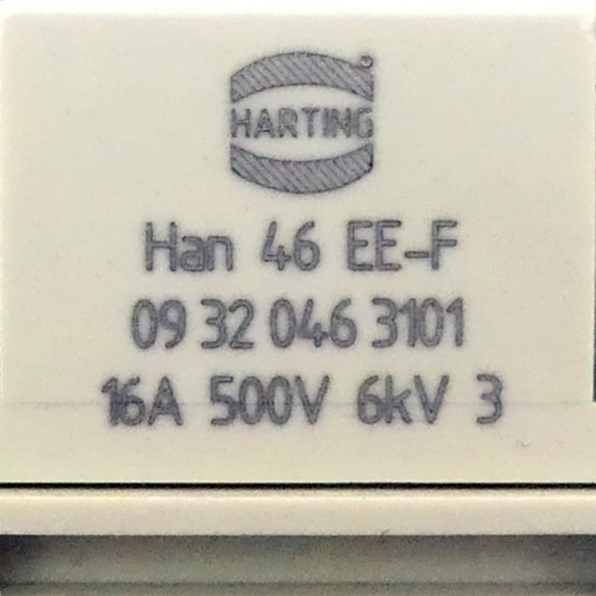 HARTING
Han 46 EE-F
09 32 046 3101
16A 500V 6kV 3